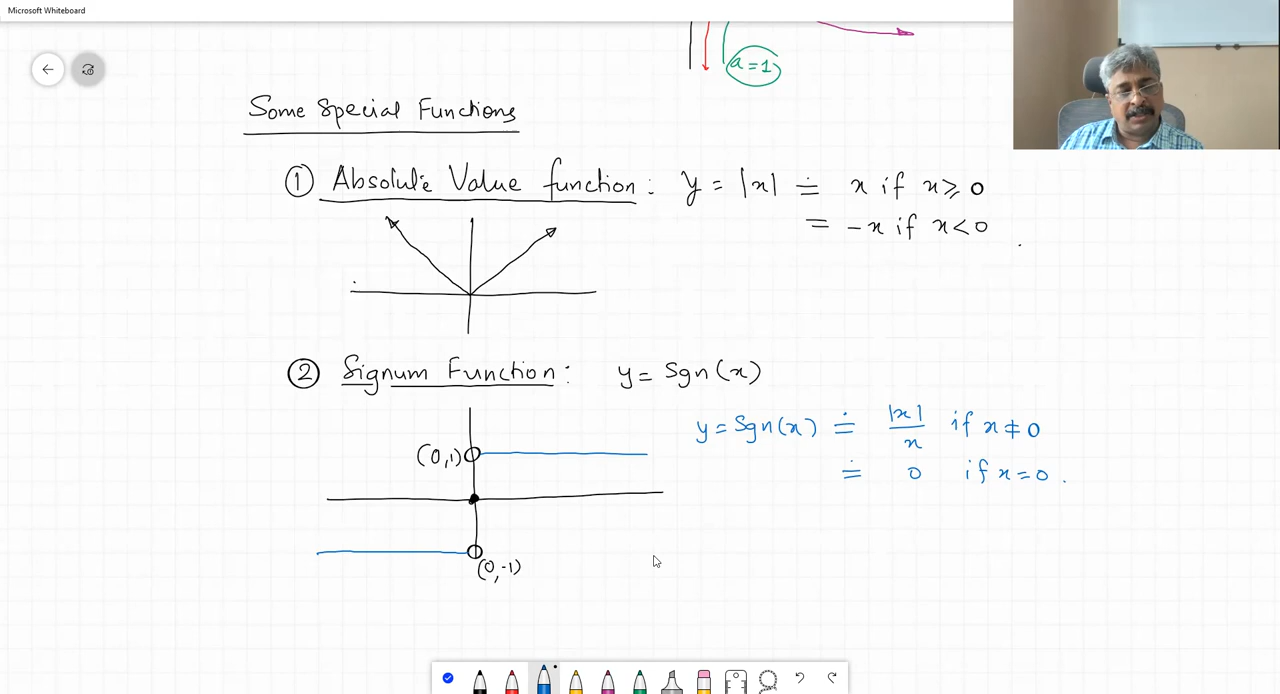 Microsoft Whiteboard
a=1
Some Special Functions
① Absolute Value function : y = |x| ≐ x if x ≥ 0
= -x if x < 0
② Signum Function : y = Sgn(x)
y = Sgn(x) ≐ |x|/x if x ≠ 0
(0,1)
≐ 0 if x = 0 .
(0,-1)